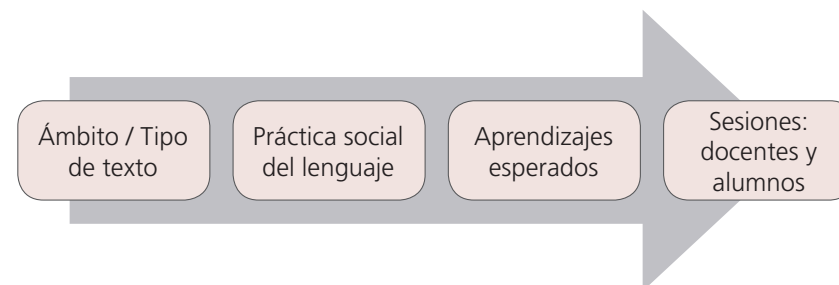 Ámbito / Tipo
de texto
Práctica social
del lenguaje
Aprendizajes
esperados
Sesiones:
docentes y
alumnos